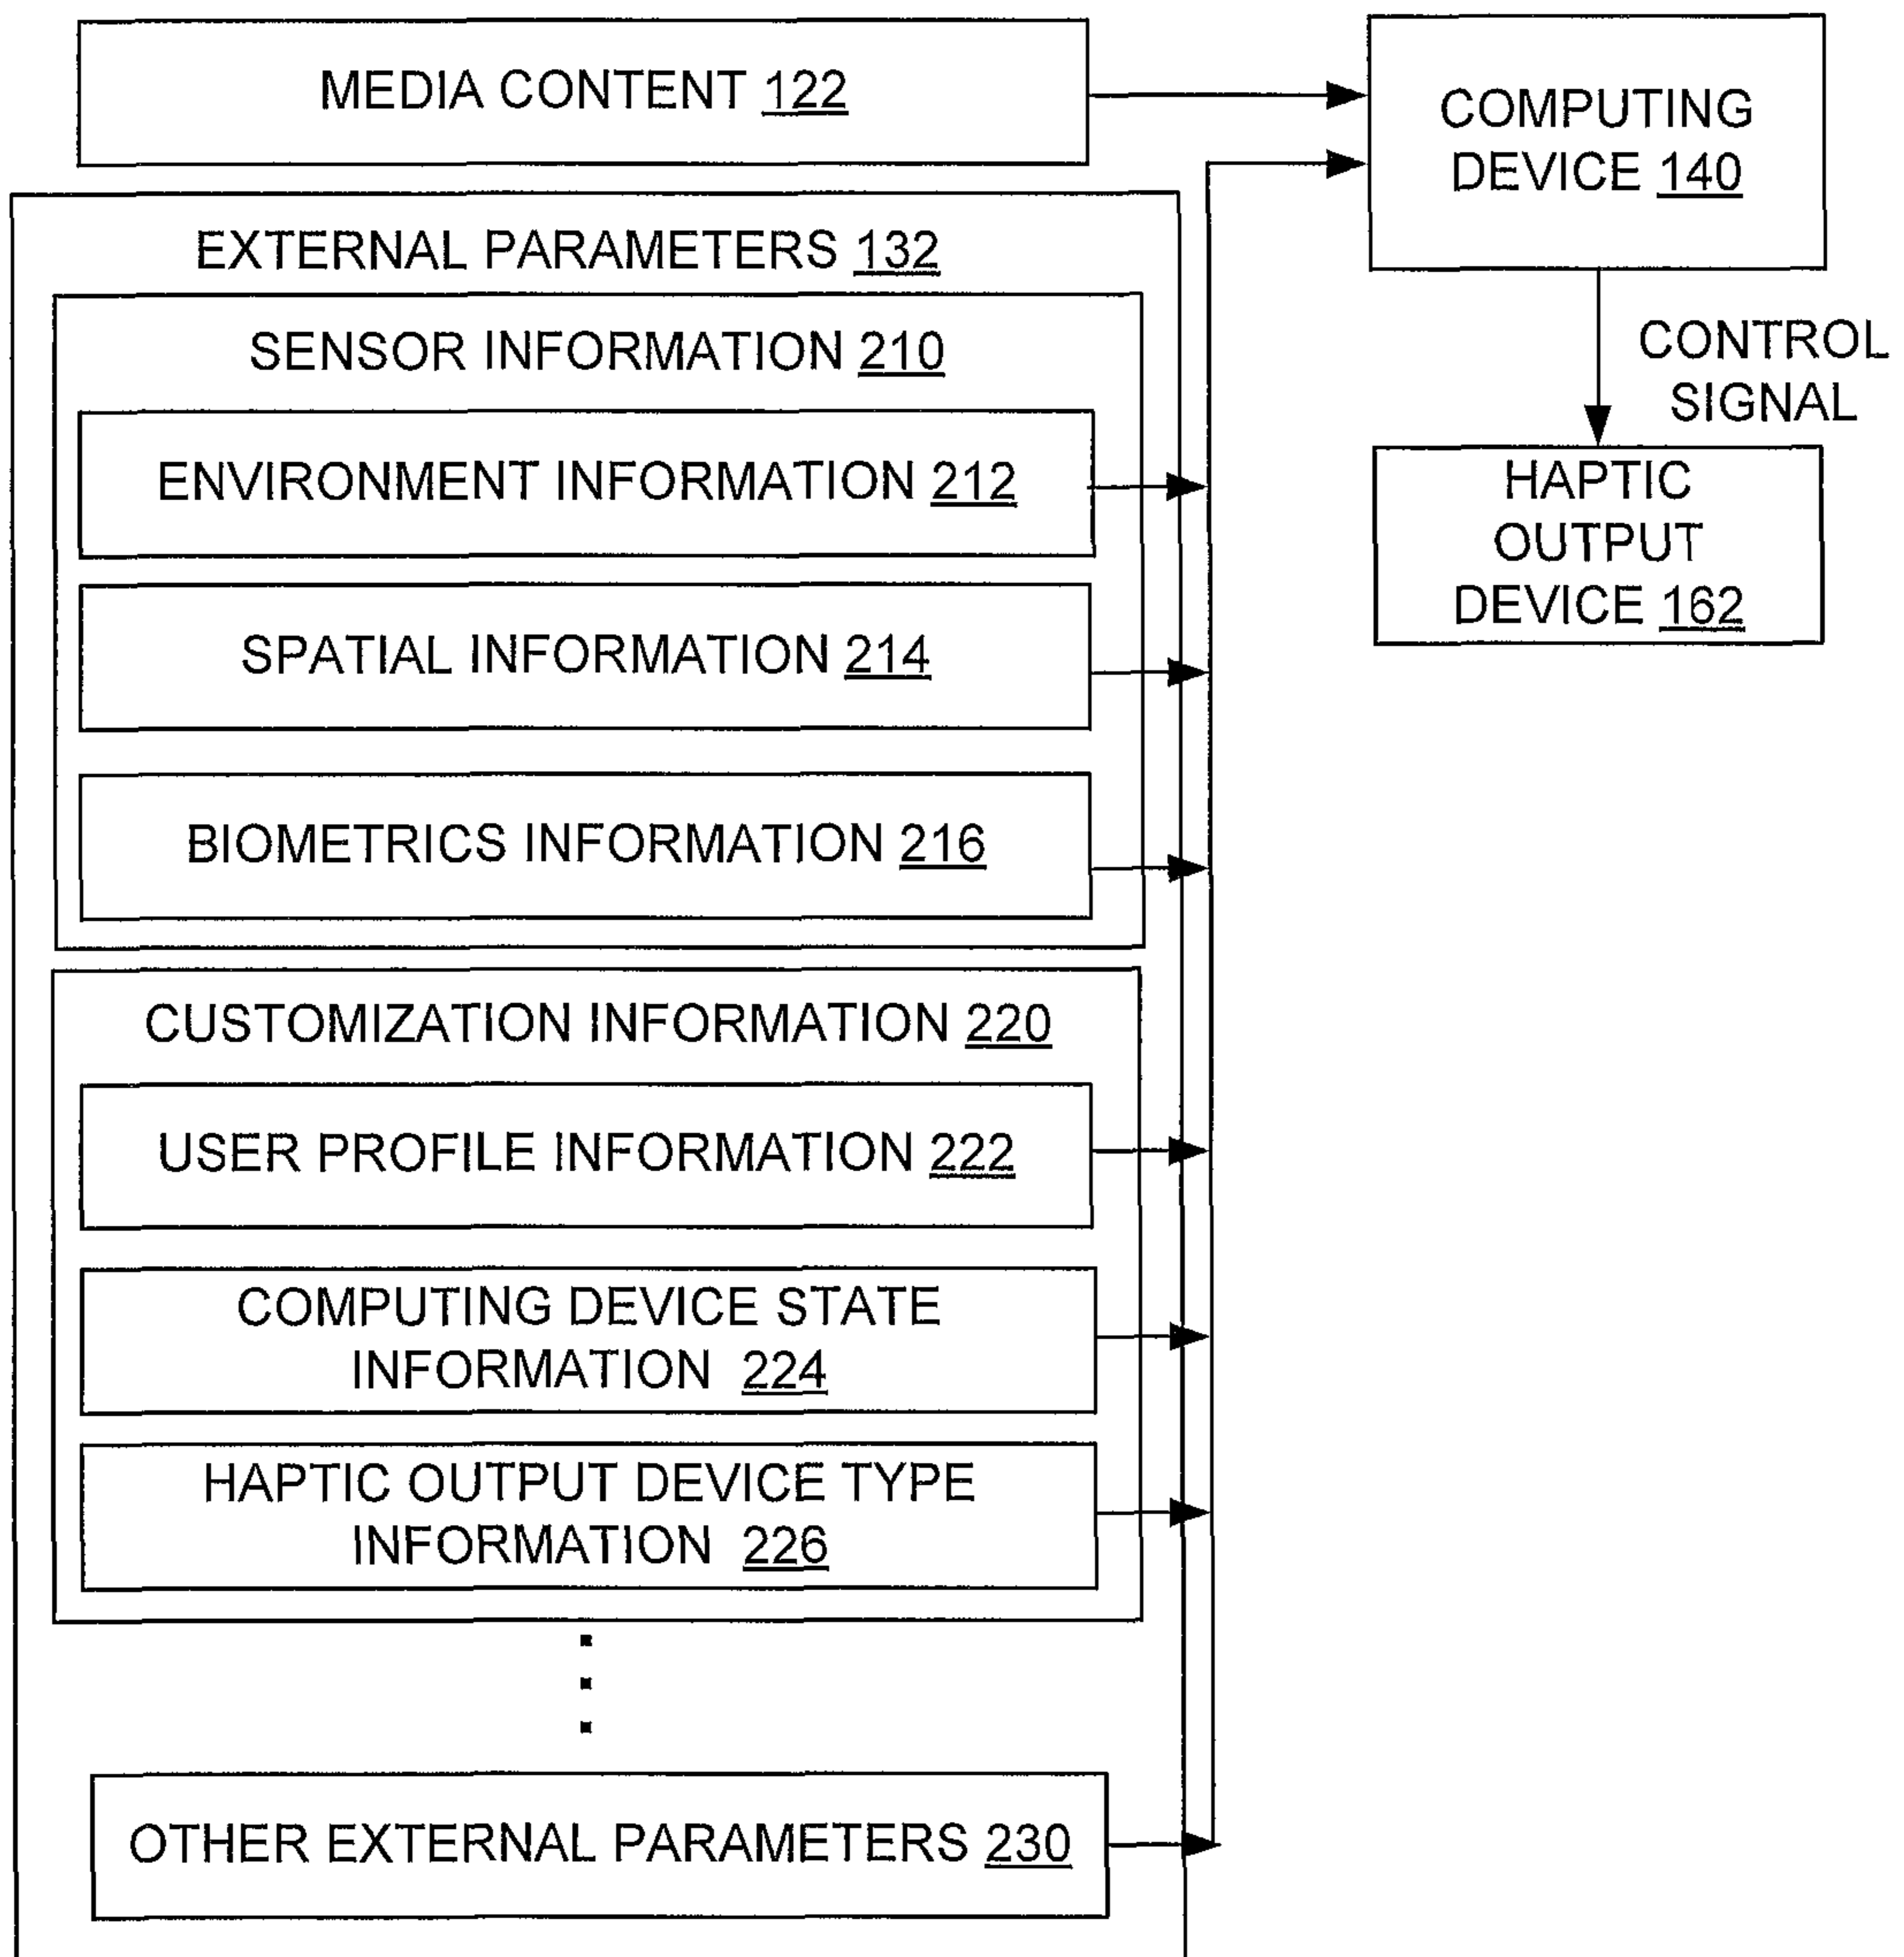 MEDIA CONTENT 122
COMPUTING
DEVICE 140
EXTERNAL PARAMETERS 132
SENSOR INFORMATION 210
CONTROL
SIGNAL
ENVIRONMENT INFORMATION 212
HAPTIC
OUTPUT
DEVICE 162
SPATIAL INFORMATION 214
BIOMETRICS INFORMATION 216
CUSTOMIZATION INFORMATION 220
USER PROFILE INFORMATION 222
COMPUTING DEVICE STATE
INFORMATION 224
HAPTIC OUTPUT DEVICE TYPE
INFORMATION 226
OTHER EXTERNAL PARAMETERS 230